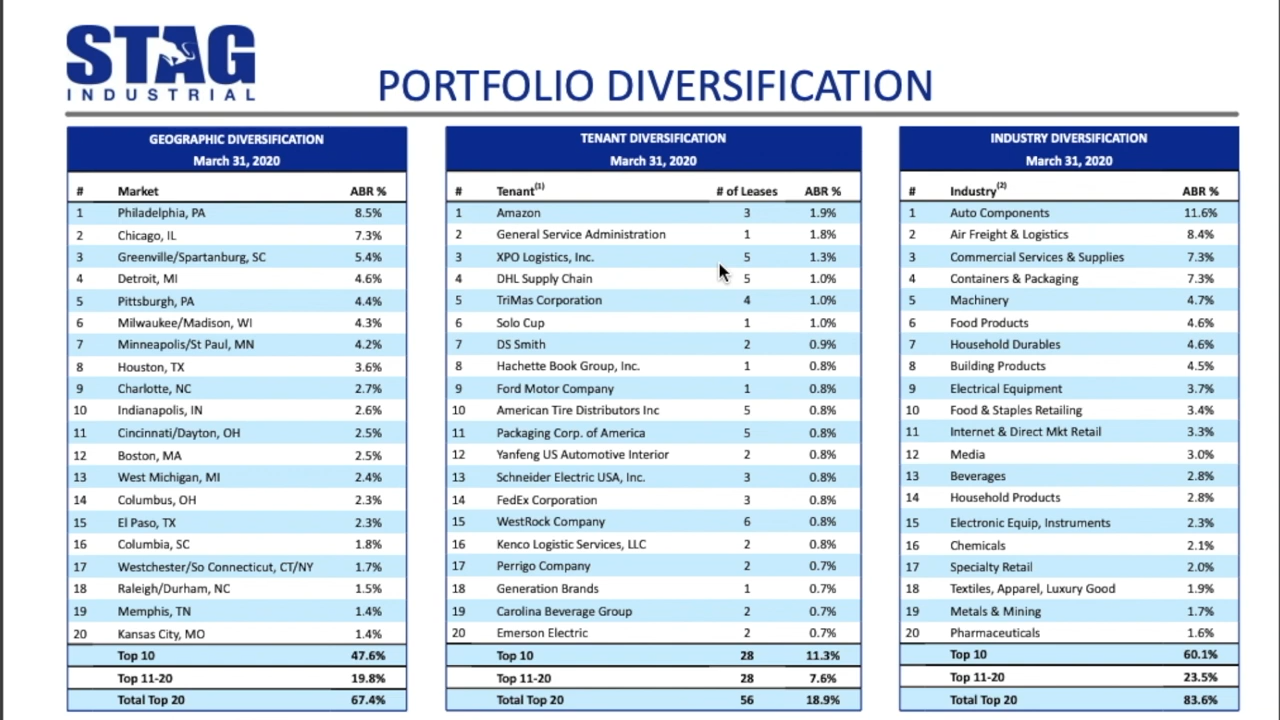 STAG
INDUSTRIAL
PORTFOLIO DIVERSIFICATION
GEOGRAPHIC DIVERSIFICATION
March 31, 2020
# Market ABR %
1 Philadelphia, PA 8.5%
2 Chicago, IL 7.3%
3 Greenville/Spartanburg, SC 5.4%
4 Detroit, MI 4.6%
5 Pittsburgh, PA 4.4%
6 Milwaukee/Madison, WI 4.3%
7 Minneapolis/St Paul, MN 4.2%
8 Houston, TX 3.6%
9 Charlotte, NC 2.7%
10 Indianapolis, IN 2.6%
11 Cincinnati/Dayton, OH 2.5%
12 Boston, MA 2.5%
13 West Michigan, MI 2.4%
14 Columbus, OH 2.3%
15 El Paso, TX 2.3%
16 Columbia, SC 1.8%
17 Westchester/So Connecticut, CT/NY 1.7%
18 Raleigh/Durham, NC 1.5%
19 Memphis, TN 1.4%
20 Kansas City, MO 1.4%
Top 10 47.6%
Top 11-20 19.8%
Total Top 20 67.4%
TENANT DIVERSIFICATION
March 31, 2020
# Tenant(1) # of Leases ABR %
1 Amazon 3 1.9%
2 General Service Administration 1 1.8%
3 XPO Logistics, Inc. 5 1.3%
4 DHL Supply Chain 5 1.0%
5 TriMas Corporation 4 1.0%
6 Solo Cup 1 1.0%
7 DS Smith 2 0.9%
8 Hachette Book Group, Inc. 1 0.8%
9 Ford Motor Company 1 0.8%
10 American Tire Distributors Inc 5 0.8%
11 Packaging Corp. of America 5 0.8%
12 Yanfeng US Automotive Interior 2 0.8%
13 Schneider Electric USA, Inc. 3 0.8%
14 FedEx Corporation 3 0.8%
15 WestRock Company 6 0.8%
16 Kenco Logistic Services, LLC 2 0.8%
17 Perrigo Company 2 0.7%
18 Generation Brands 1 0.7%
19 Carolina Beverage Group 2 0.7%
20 Emerson Electric 2 0.7%
Top 10 28 11.3%
Top 11-20 28 7.6%
Total Top 20 56 18.9%
INDUSTRY DIVERSIFICATION
March 31, 2020
# Industry(2) ABR %
1 Auto Components 11.6%
2 Air Freight & Logistics 8.4%
3 Commercial Services & Supplies 7.3%
4 Containers & Packaging 7.3%
5 Machinery 4.7%
6 Food Products 4.6%
7 Household Durables 4.6%
8 Building Products 4.5%
9 Electrical Equipment 3.7%
10 Food & Staples Retailing 3.4%
11 Internet & Direct Mkt Retail 3.3%
12 Media 3.0%
13 Beverages 2.8%
14 Household Products 2.8%
15 Electronic Equip, Instruments 2.3%
16 Chemicals 2.1%
17 Specialty Retail 2.0%
18 Textiles, Apparel, Luxury Good 1.9%
19 Metals & Mining 1.7%
20 Pharmaceuticals 1.6%
Top 10 60.1%
Top 11-20 23.5%
Total Top 20 83.6%